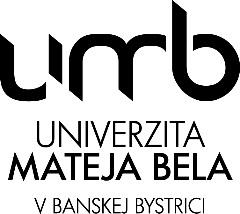 umb
UNIVERZITA
MATEJA BELA
V BANSKEJ BYSTRICI